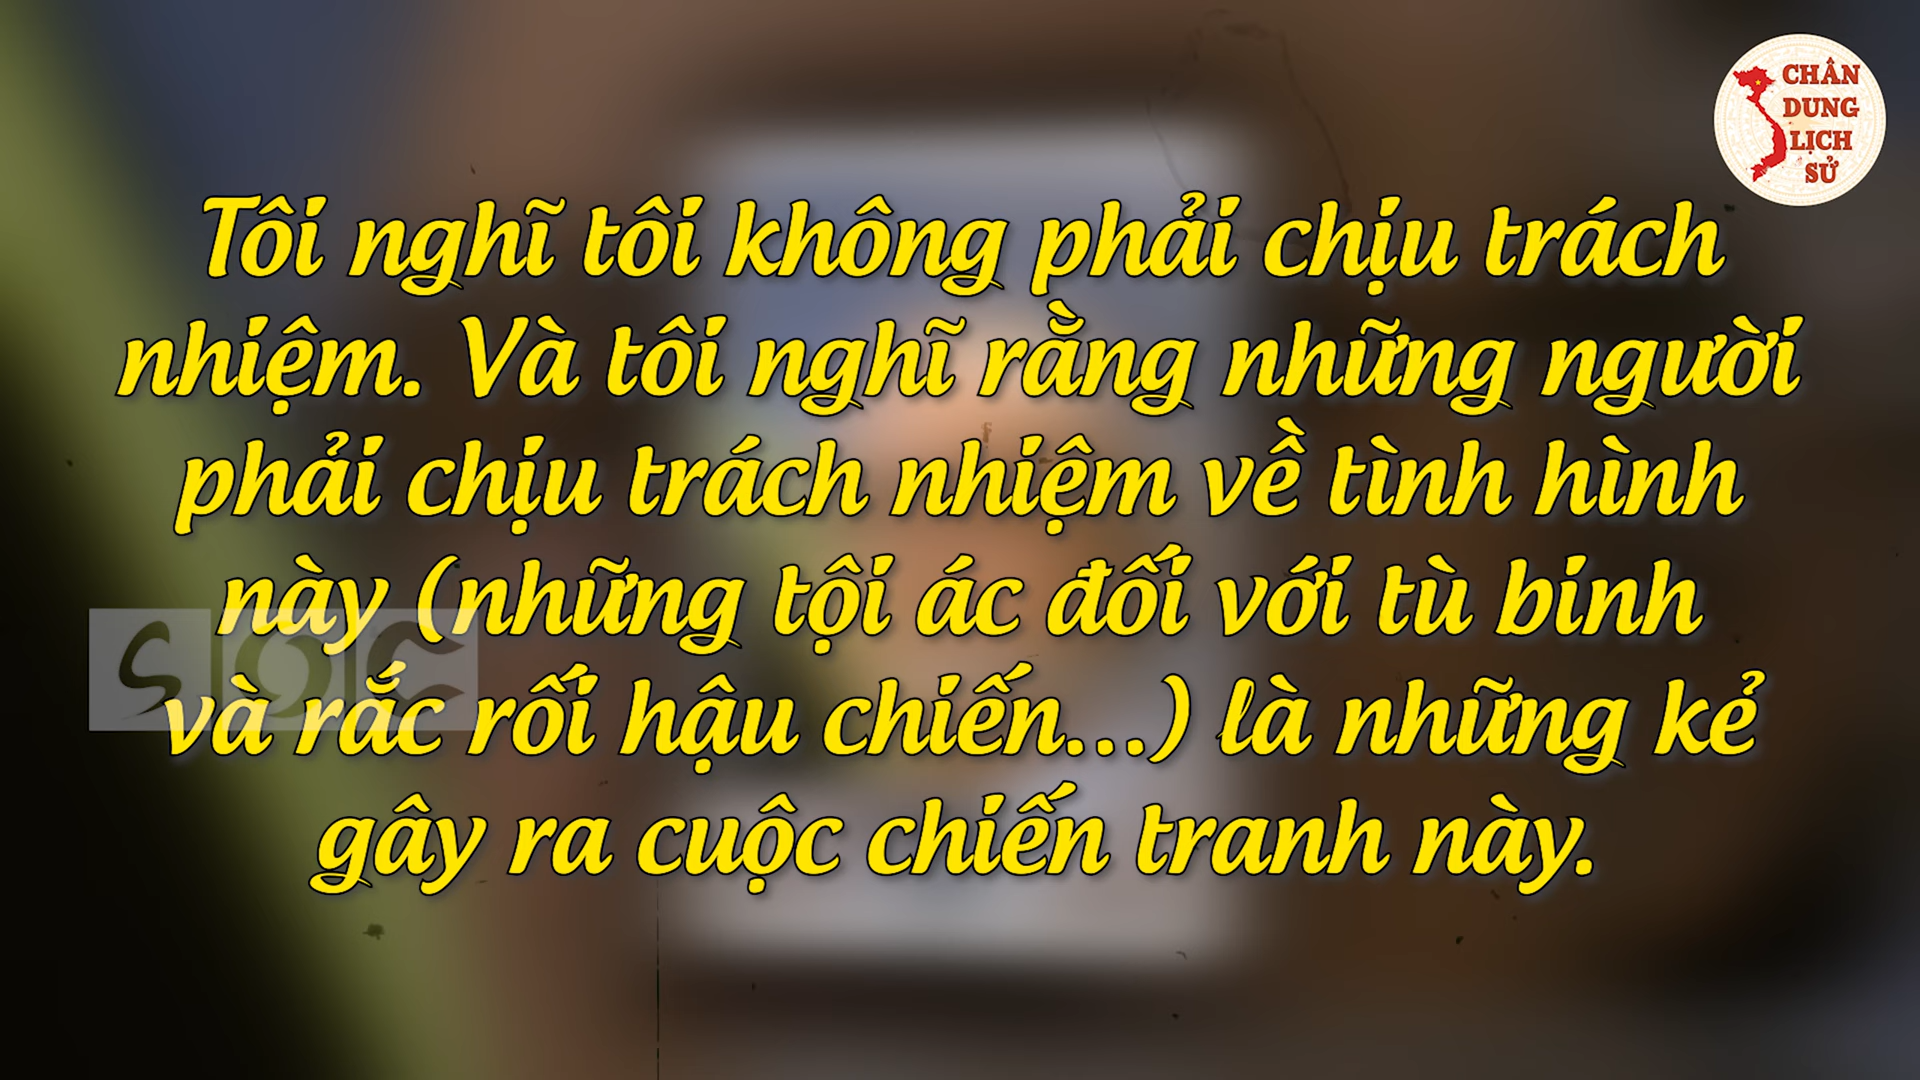 CHÂN
DUNG
LỊCH
SỬ
Tôi nghĩ tôi không phải chịu trách
nhiệm. Và tôi nghĩ rằng những người
phải chịu trách nhiệm về tình hình
này (những tội ác đối với tù binh
và rắc rối hậu chiến...) là những kẻ
gây ra cuộc chiến tranh này.
SOC